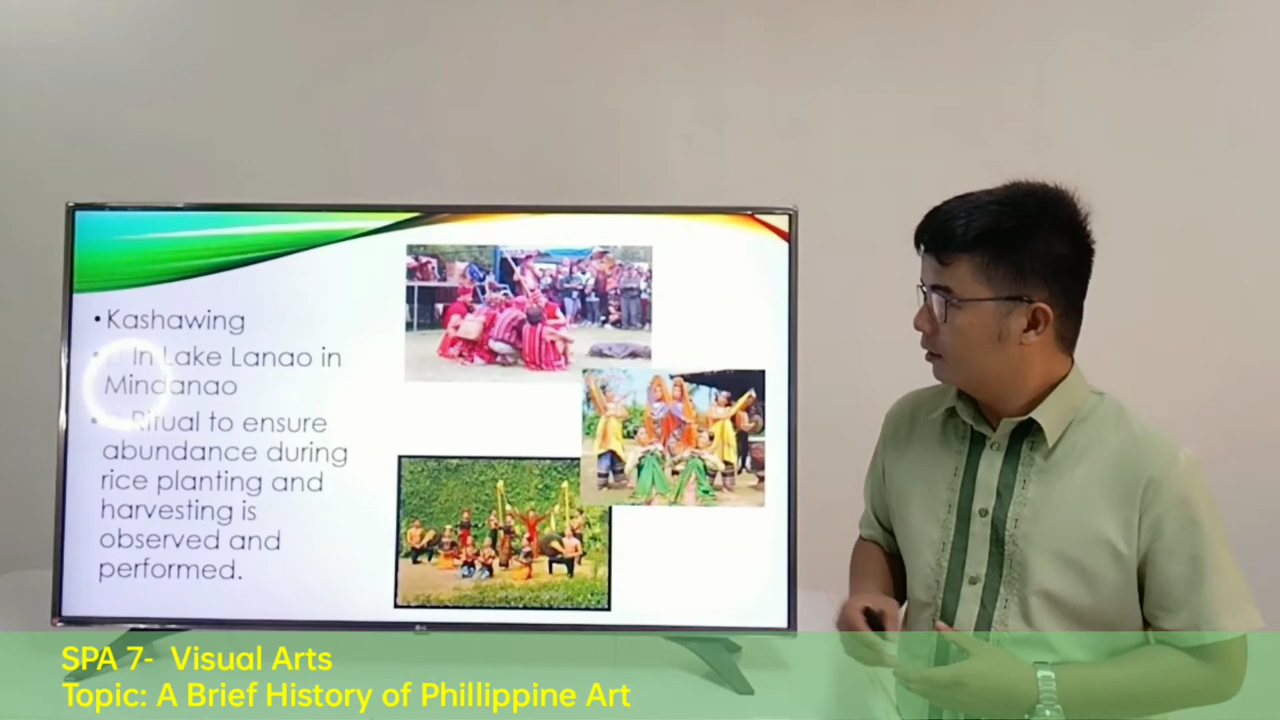 •Kashawing
• In Lake Lanao in
Mindanao
• Ritual to ensure
abundance during
rice planting and
harvesting is
observed and
performed.
LG
SPA 7- Visual Arts
Topic: A Brief History of Phillippine Art